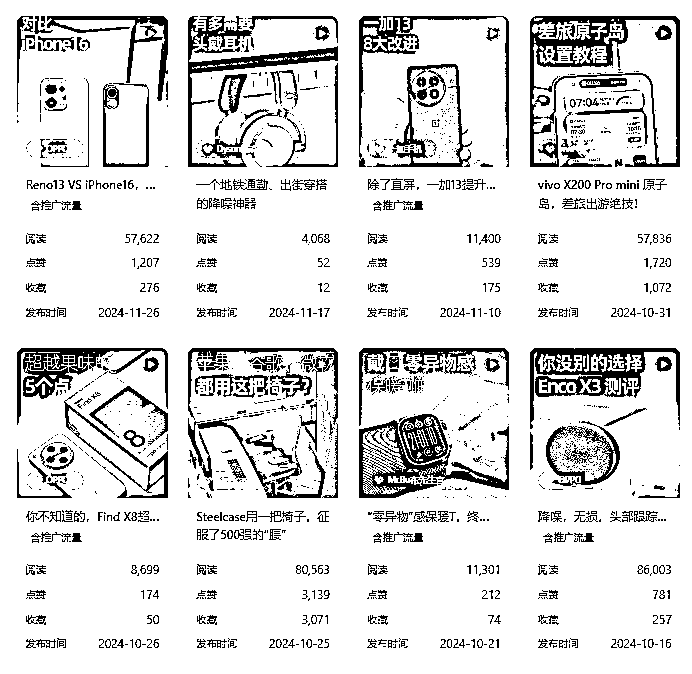 对比
iPhone16
有多需要
头戴耳机
一加13
8大改进
差旅原子岛
设置教程
07:04
Reno13 VS iPhone16，...
含推广流量
一个地铁通勤、出街穿搭
的降噪神器
除了直屏，一加13提升...
含推广流量
vivo X200 Pro mini 原子
岛，差旅出游绝技！
阅读 57,622
点赞 1,207
收藏 276
发布时间 2024-11-26
阅读 4,068
点赞 52
收藏 12
发布时间 2024-11-17
阅读 11,400
点赞 539
收藏 175
发布时间 2024-11-10
阅读 57,836
点赞 1,720
收藏 1,072
发布时间 2024-10-31
超越果味的
5个点
都用这把椅子？
戴 零异物感
你没别的选择
Enco X3 测评
你不知道的，Find X8超...
含推广流量
Steelcase用一把椅子，征
服了500强的“腰”
“零异物”感保暖T，终...
含推广流量
降噪，无损，头部跟踪...
含推广流量
阅读 8,699
点赞 174
收藏 50
发布时间 2024-10-26
阅读 80,563
点赞 3,139
收藏 3,071
发布时间 2024-10-25
阅读 11,301
点赞 212
收藏 74
发布时间 2024-10-21
阅读 86,003
点赞 781
收藏 257
发布时间 2024-10-16